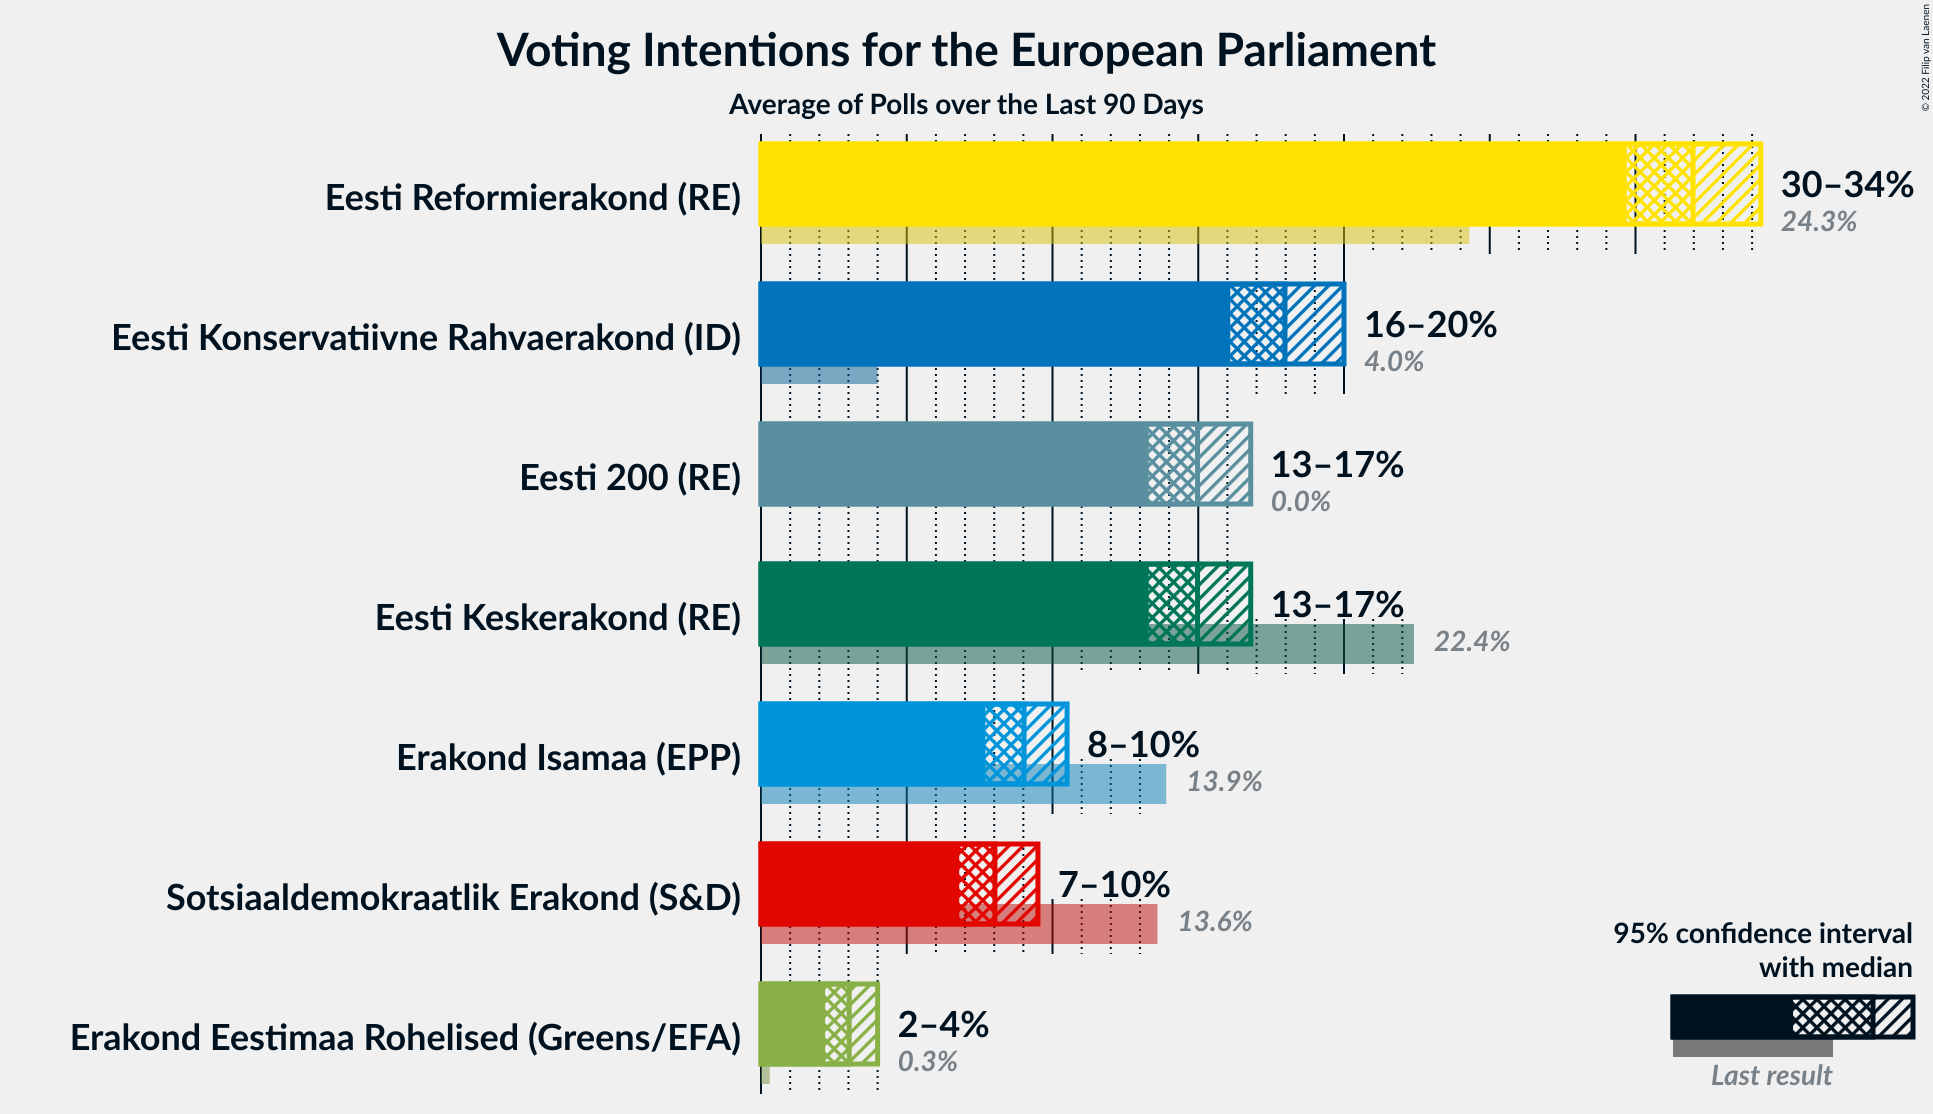 Voting Intentions for the European Parliament
Average of Polls over the Last 90 Days
© 2022 Filip van Laenen
Eesti Reformierakond (RE)
30–34%
24.3%
Eesti Konservatiivne Rahvaerakond (ID)
16–20%
4.0%
Eesti 200 (RE)
13–17%
0.0%
Eesti Keskerakond (RE)
13–17%
22.4%
Erakond Isamaa (EPP)
8–10%
13.9%
Sotsiaaldemokraatlik Erakond (S&D)
7–10%
13.6%
Erakond Eestimaa Rohelised (Greens/EFA)
2–4%
0.3%
95% confidence interval
with median
Last result